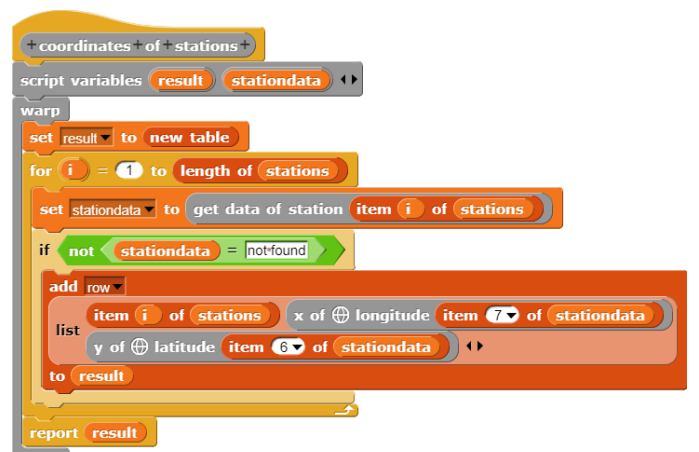 +coordinates+of+stations+
script variables result stationdata
warp
set result to new table
for i = 1 to length of stations
set stationdata to get data of station item i of stations
if not stationdata = not*found
add row
list item i of stations x of longitude item 7 of stationdata
y of latitude item 6 of stationdata
to result
report result